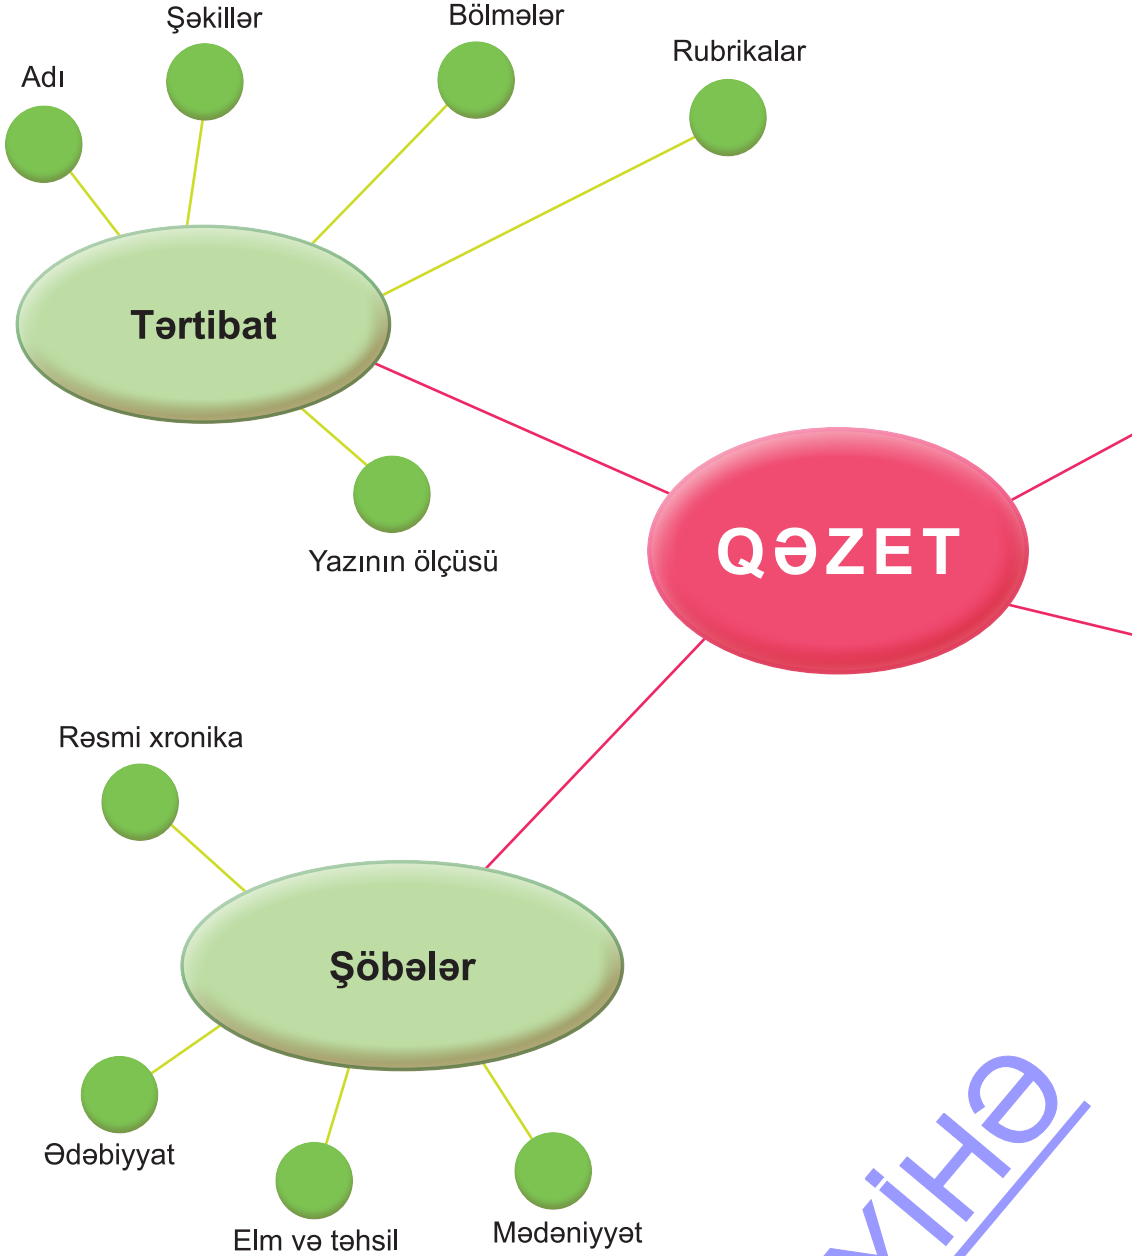 Şəkillər
Bölmələr
Rubrikalar
Adı
Tərtibat
Yazının ölçüsü
QƏZET
Rəsmi xronika
Şöbələr
Ədəbiyyat
Elm və təhsil
Mədəniyyət